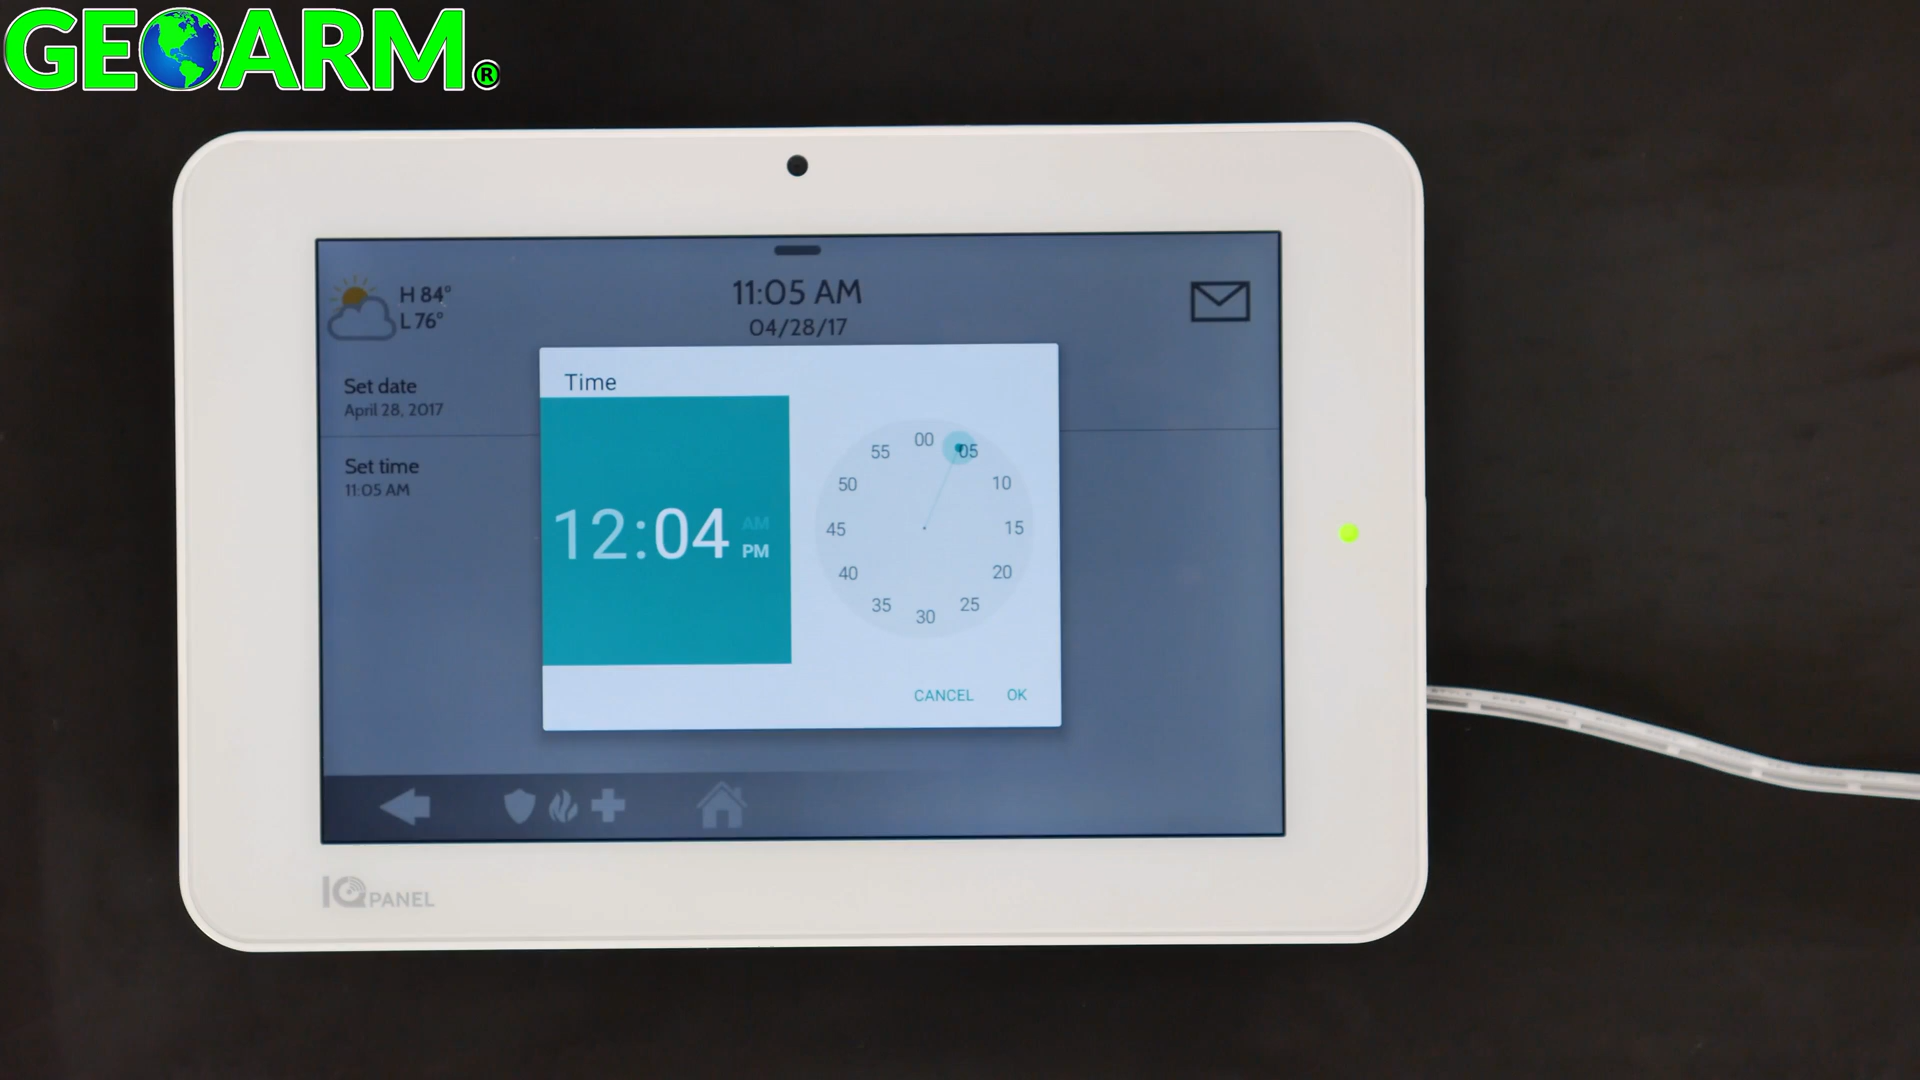 GEOARM®
H 84°
L 76°
11:05 AM
04/28/17
Set date
April 28, 2017
Set time
11:05 AM
Time
12:04
AM
PM
00
05
10
15
20
25
30
35
40
45
50
55
CANCEL OK
IQ PANEL